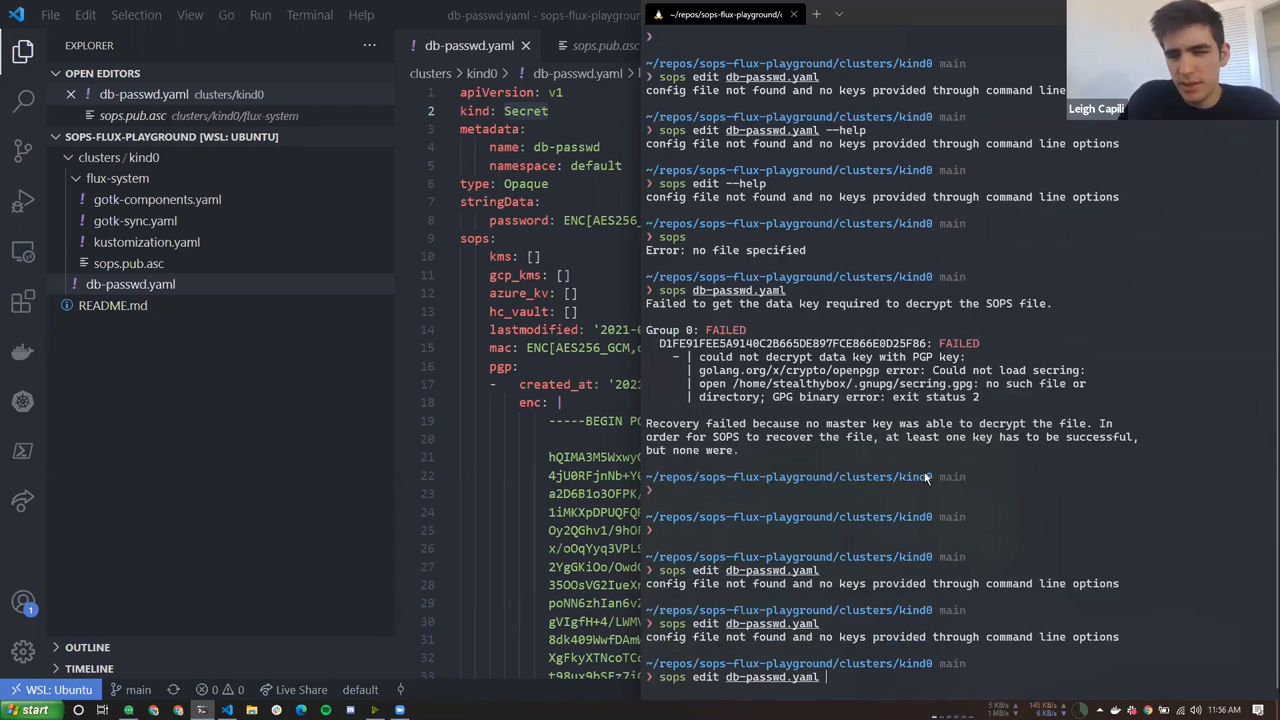 File Edit Selection View Go Run Terminal Help
db-passwd.yaml - sops-flux-playground
EXPLORER
OPEN EDITORS
db-passwd.yaml clusters/kind0
sops.pub.asc clusters/kind0/flux-system
SOPS-FLUX-PLAYGROUND [WSL: UBUNTU]
clusters / kind0
flux-system
gotk-components.yaml
gotk-sync.yaml
kustomization.yaml
sops.pub.asc
db-passwd.yaml
README.md
OUTLINE
TIMELINE
db-passwd.yaml
sops.pub.asc
clusters > kind0 > db-passwd.yaml >
1 apiVersion: v1
2 kind: Secret
3 metadata:
4 name: db-passwd
5 namespace: default
6 type: Opaque
7 stringData:
8 password: ENC[AES256_
9 sops:
10 kms: []
11 gcp_kms: []
12 azure_kv: []
13 hc_vault: []
14 lastmodified: '2021-0
15 mac: ENC[AES256_GCM,d
16 pgp:
17 - created_at: '202
18 enc: |
19 -----BEGIN PG
20
21 hQIMA3M5Wxwy
22
23 a2D6B1o3OFPK/
24 1iMKXpDPUQFQF
25
26
27 2YgGKiOo/Owd
28
29
30
31
32
33
~/repos/sops-flux-playground/c
❯
~/repos/sops-flux-playground/clusters/kind0 main
❯ sops edit db-passwd.yaml
config file not found and no keys provided through command line
~/repos/sops-flux-playground/clusters/kind0 main
❯ sops edit db-passwd.yaml --help
config file not found and no keys provided through command line options
~/repos/sops-flux-playground/clusters/kind0 main
❯ sops edit --help
config file not found and no keys provided through command line options
~/repos/sops-flux-playground/clusters/kind0 main
❯ sops
Error: no file specified
~/repos/sops-flux-playground/clusters/kind0 main
❯ sops db-passwd.yaml
Failed to get the data key required to decrypt the SOPS file.
Group 0: FAILED
D1FE91FEE5A9140C2B665DE897FCE866E0D25F86: FAILED
- | could not decrypt data key with PGP key:
| golang.org/x/crypto/openpgp error: Could not load secring:
| open /home/stealthybox/.gnupg/secring.gpg: no such file or
| directory; GPG binary error: exit status 2
Recovery failed because no master key was able to decrypt the file. In
order for SOPS to recover the file, at least one key has to be successful,
but none were.
~/repos/sops-flux-playground/clusters/kind0 main
❯
~/repos/sops-flux-playground/clusters/kind0 main
❯
~/repos/sops-flux-playground/clusters/kind0 main
❯ sops edit db-passwd.yaml
config file not found and no keys provided through command line options
~/repos/sops-flux-playground/clusters/kind0 main
❯ sops edit db-passwd.yaml
config file not found and no keys provided through command line options
~/repos/sops-flux-playground/clusters/kind0 main
❯ sops edit db-passwd.yaml
Leigh Capili
1
WSL: Ubuntu main 0 0 Live Share default
start
5 KB/s 145 KB/s
1 MB/s 6 KB/s
11:56 AM